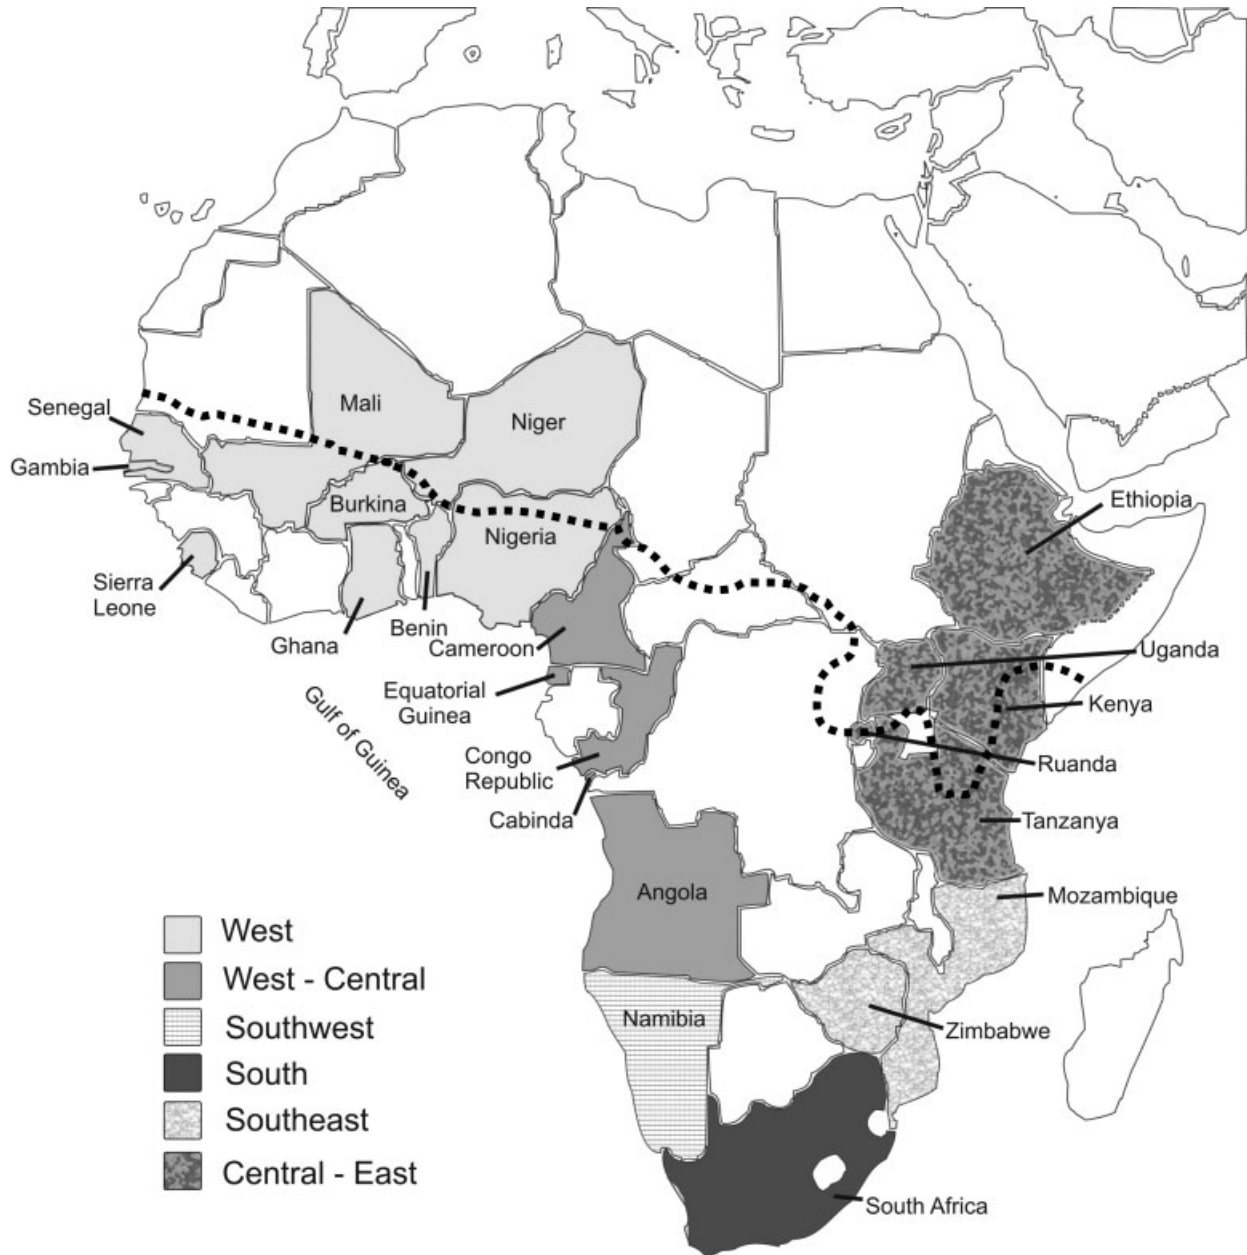 Mali
Senegal
Niger
Gambia
Burkina
Ethiopia
Nigeria
Sierra
Leone
Benin
Ghana
Cameroon
Uganda
Equatorial
Guinea
Kenya
Gulf of Guinea
Congo
Republic
Ruanda
Cabinda
Tanzanya
Angola
Mozambique
West
West - Central
Namibia
Southwest
Zimbabwe
South
Southeast
Central - East
South Africa